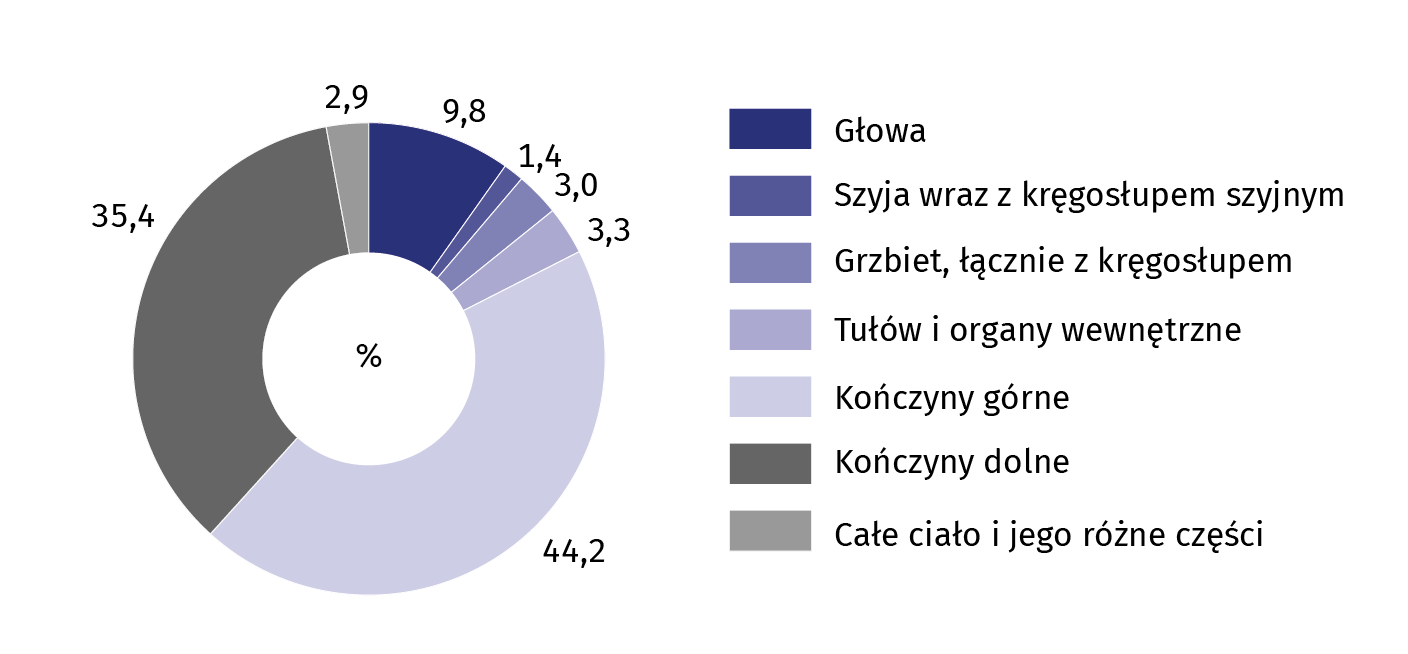 2,9
9,8
1,4
3,0
3,3
35,4
%
44,2
Głowa
Szyja wraz z kręgosłupem szyjnym
Grzbiet, łącznie z kręgosłupem
Tułów i organy wewnętrzne
Kończyny górne
Kończyny dolne
Całe ciało i jego różne części